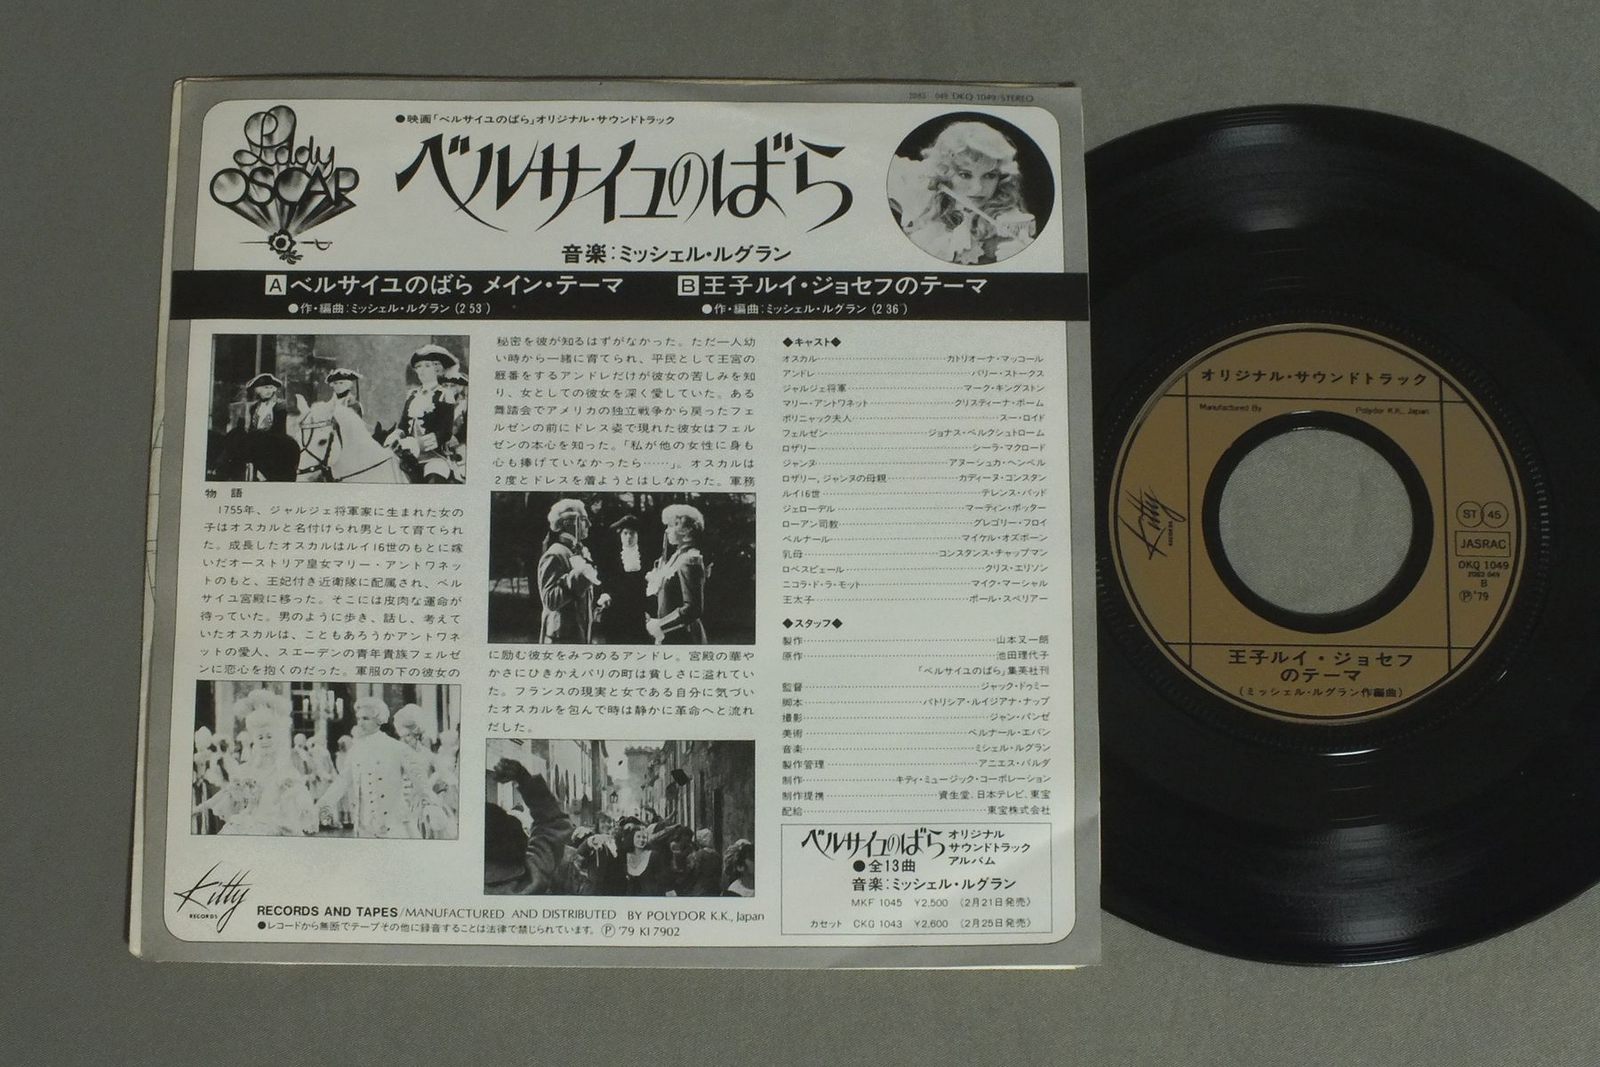 2083 049 DKQ 1049/STEREO
Lady
OSCAR
●映画「ベルサイユのばら」オリジナル・サウンドトラック
ベルサイユのばら
音楽:ミッシェル・ルグラン
A ベルサイユのばら メイン・テーマ
●作・編曲:ミッシェル・ルグラン(2 53')
B 王子ルイ・ジョセフのテーマ
●作・編曲:ミッシェル・ルグラン(2 36')
物 語
1755年、ジャルジェ将軍家に生まれた女の
子はオスカルと名付けられ男として育てられ
た。成長したオスカルはルイ16世のもとに嫁
いだオーストリア皇女マリー・アントワネッ
トのもと、王妃付き近衛隊に配属され、ベル
サイユ宮殿に移った。そこには皮肉な運命が
待っていた。男のように歩き、話し、考えて
いたオスカルは、こともあろうかアントワネ
ットの愛人、スエーデンの青年貴族フェルゼ
ンに恋心を抱くのだった。軍服の下の彼女の
秘密を彼が知るはずがなかった。ただ一人幼
い時から一緒に育てられ、平民として王宮の
厩番をするアンドレだけが彼女の苦しみを知
り、女としての彼女を深く愛していた。ある
舞踏会でアメリカの独立戦争から戻ったフェ
ルゼンの前にドレス姿で現れた彼女はフェル
ゼンの本心を知った。「私が他の女性に身も
心も捧げていなかったら……」。オスカルは
2度とドレスを着ようとはしなかった。軍務
に励む彼女をみつめるアンドレ。宮殿の華や
かさにひきかえパリの町は貧しさに溢れてい
た。フランスの現実と女である自分に気づい
たオスカルを包んで時は静かに革命へと流れ
だした。
◆キャスト◆
オスカル……カトリオーナ・マッコール
アンドレ……バリー・ストークス
ジャルジェ将軍……マーク・キングストン
マリー・アントワネット……クリスティーナ・ボーム
ポリニャック夫人……スー・ロイド
フェルゼン……ジョナス・ベルクシュトローム
ロザリー……シーラ・マクロード
ジャンヌ……アヌーシュカ・ヘンペル
ロザリー、ジャンヌの母親……カディーヌ・コンスタン
ルイ16世……テレンス・バッド
ジェローデル……マーティン・ポッター
ローアン司教……グレゴリー・フロイ
ベルナール……マイケル・オズボーン
乳母……コンスタンス・チャップマン
ロベスピエール……クリス・エリソン
ニコラ・ド・ラ・モット……マイク・マーシャル
王太子……ポール・スペリアー
◆スタッフ◆
製作……山本又一朗
原作……池田理代子
「ベルサイユのばら」集英社刊
監督……ジャック・ドゥミー
脚本……パトリシア・ルイジアナ・ナップ
撮影……ジャン・パンゼ
美術……ベルナール・エバン
音楽……ミシェル・ルグラン
製作管理……アニエス・バルダ
制作……キティ・ミュージック・コーポレーション
制作提携……資生堂、日本テレビ、東宝
配給……東宝株式会社
ベルサイユのばら オリジナル
サウンドトラック
アルバム
●全13曲
音楽:ミッシェル・ルグラン
MKF 1045 ¥2,500 (2月21日発売)
カセット CKG 1043 ¥2,600 (2月25日発売)
Kitty
RECORDS
RECORDS AND TAPES/MANUFACTURED AND DISTRIBUTED BY POLYDOR K.K., Japan
●レコードから無断でテープその他に録音することは法律で禁じられています。Ⓟ '79 KI 7902
オリジナル・サウンドトラック
Manufactured By Polydor K.K., Japan
Kitty
RECORDS
ST 45
JASRAC
DKQ 1049
2083 049
B
Ⓟ '79
王子ルイ・ジョセフ
のテーマ
(ミッシェル・ルグラン作編曲)